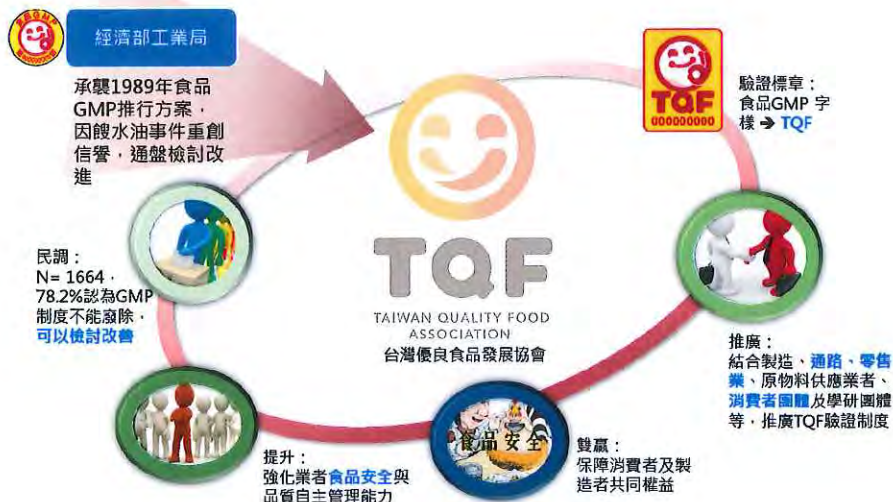 經濟部工業局
承襲1989年食品
GMP推行方案，
因餿水油事件重創
信譽，通盤檢討改
進
TQF
000000000
驗證標章：
食品GMP 字
樣 → TQF
民調：
N= 1664，
78.2%認為GMP
制度不能廢除，
可以檢討改善
TQF
TAIWAN QUALITY FOOD
ASSOCIATION
台灣優良食品發展協會
推廣：
結合製造、通路、零售
業、原物料供應業者、
消費者團體及學研團體
等，推廣TQF驗證制度
食品安全
雙贏：
保障消費者及製
造者共同權益
提升：
強化業者食品安全與
品質自主管理能力